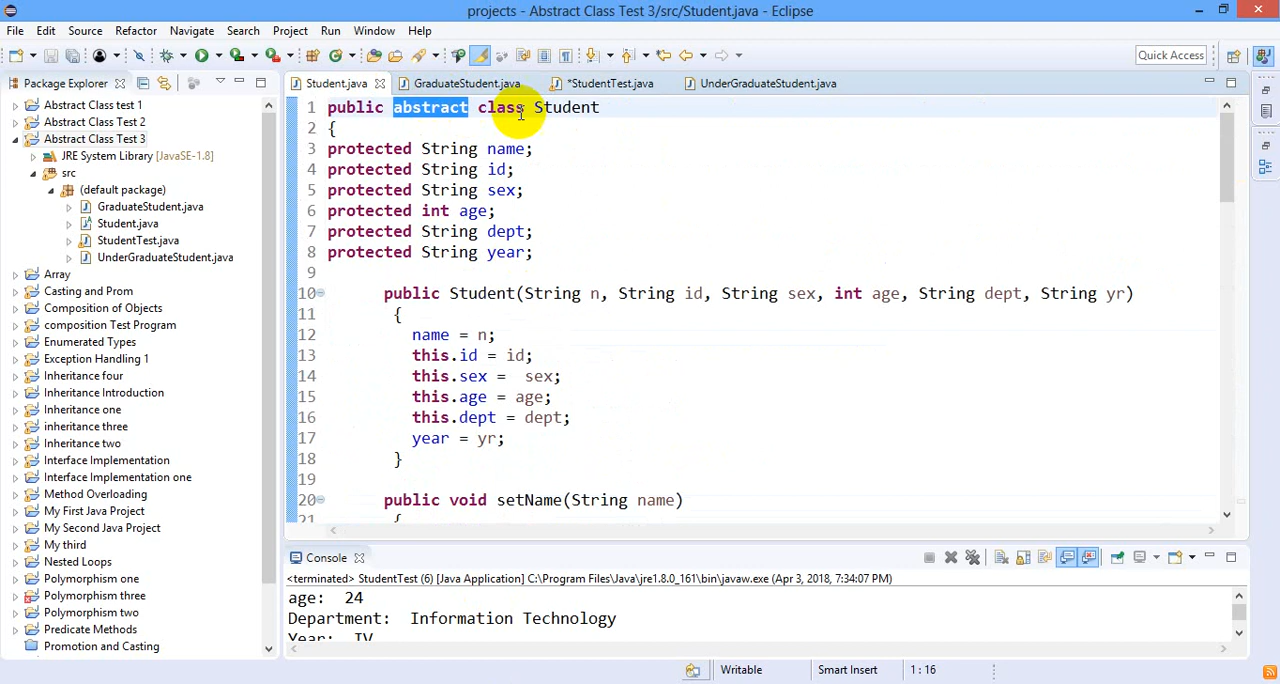 projects - Abstract Class Test 3/src/Student.java - Eclipse
File Edit Source Refactor Navigate Search Project Run Window Help
Quick Access
Package Explorer
Student.java GraduateStudent.java *StudentTest.java UnderGraduateStudent.java
Abstract Class test 1
Abstract Class Test 2
Abstract Class Test 3
JRE System Library [JavaSE-1.8]
src
(default package)
GraduateStudent.java
Student.java
StudentTest.java
UnderGraduateStudent.java
Array
Casting and Prom
Composition of Objects
composition Test Program
Enumerated Types
Exception Handling 1
Inheritance four
Inheritance Introduction
Inheritance one
inheritance three
Inheritance two
Interface Implementation
Interface Implementation one
Method Overloading
My First Java Project
My Second Java Project
My third
Nested Loops
Polymorphism one
Polymorphism three
Polymorphism two
Predicate Methods
Promotion and Casting
1 public abstract class Student
2 {
3 protected String name;
4 protected String id;
5 protected String sex;
6 protected int age;
7 protected String dept;
8 protected String year;
9
10 public Student(String n, String id, String sex, int age, String dept, String yr)
11 {
12 name = n;
13 this.id = id;
14 this.sex =  sex;
15 this.age = age;
16 this.dept = dept;
17 year = yr;
18 }
19
20 public void setName(String name)
21 {
Console
<terminated> StudentTest (6) [Java Application] C:\Program Files\Java\jre1.8.0_161\bin\javaw.exe (Apr 3, 2018, 7:34:07 PM)
age:  24
Department:  Information Technology
Year:  IV
Writable Smart Insert 1 : 16